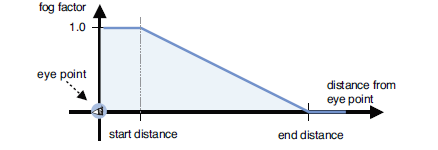 fog factor
1.0
eye point
distance from
eye point
start distance
end distance